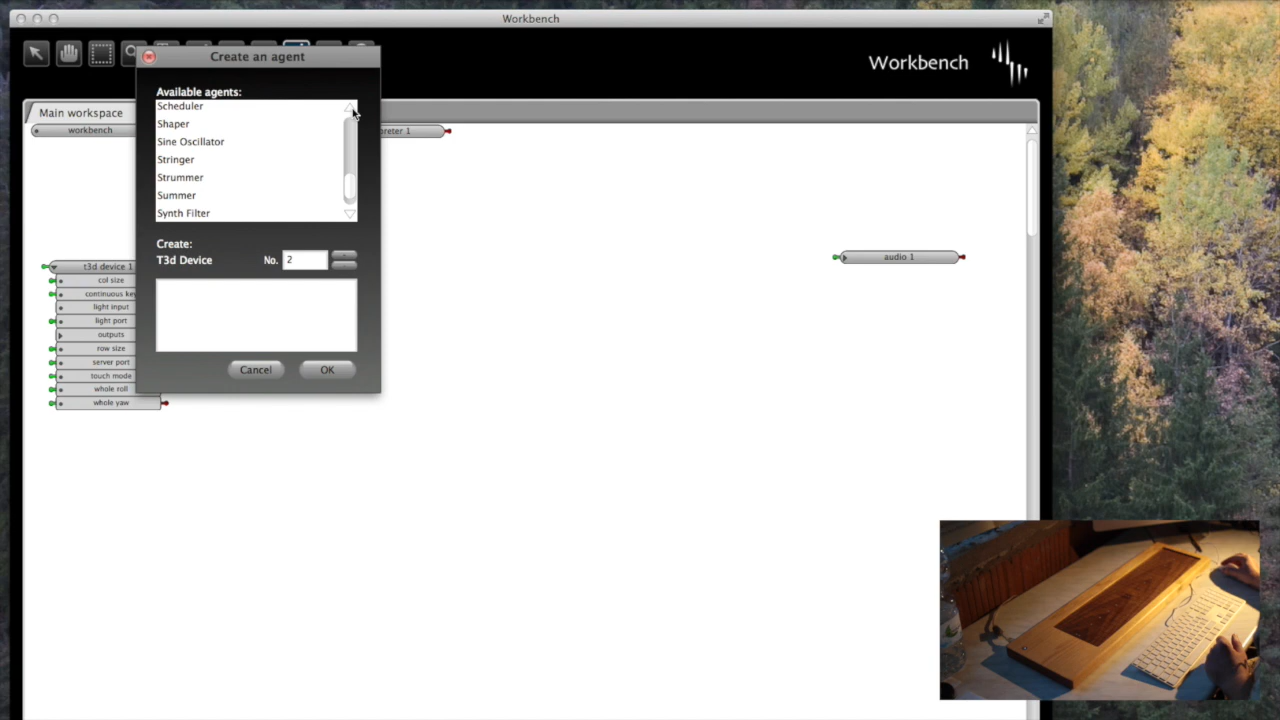 Workbench
Create an agent
Workbench
Available agents:
Scheduler
Shaper
Sine Oscillator
Stringer
Strummer
Summer
Synth Filter
Create:
T3d Device
No. 2
Cancel
OK
Main workspace
workbench
preter 1
audio 1
t3d device 1
col size
continuous key
light input
light port
outputs
row size
server port
touch mode
whole roll
whole yaw